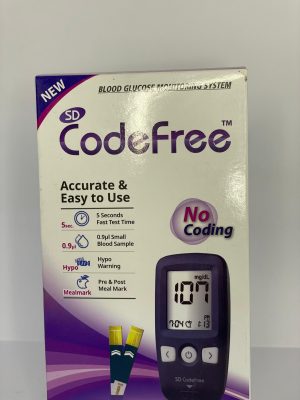 NEW
BLOOD GLUCOSE MONITORING SYSTEM
SD
CodeFree™
Accurate &
Easy to Use
5sec.
5 Seconds
Fast Test Time
0.9µl
0.9µl Small
Blood Sample
Hypo
Hypo
Warning
Mealmark
Pre & Post
Meal Mark
No
Coding
mg/dL
107
SD CodeFree